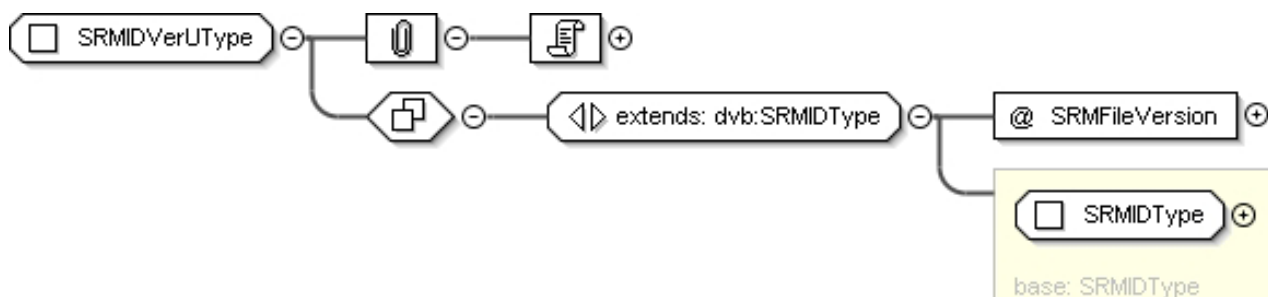 SRMIDVerUType
extends: dvb:SRMIDType
@ SRMFileVersion
SRMIDType
base: SRMIDType